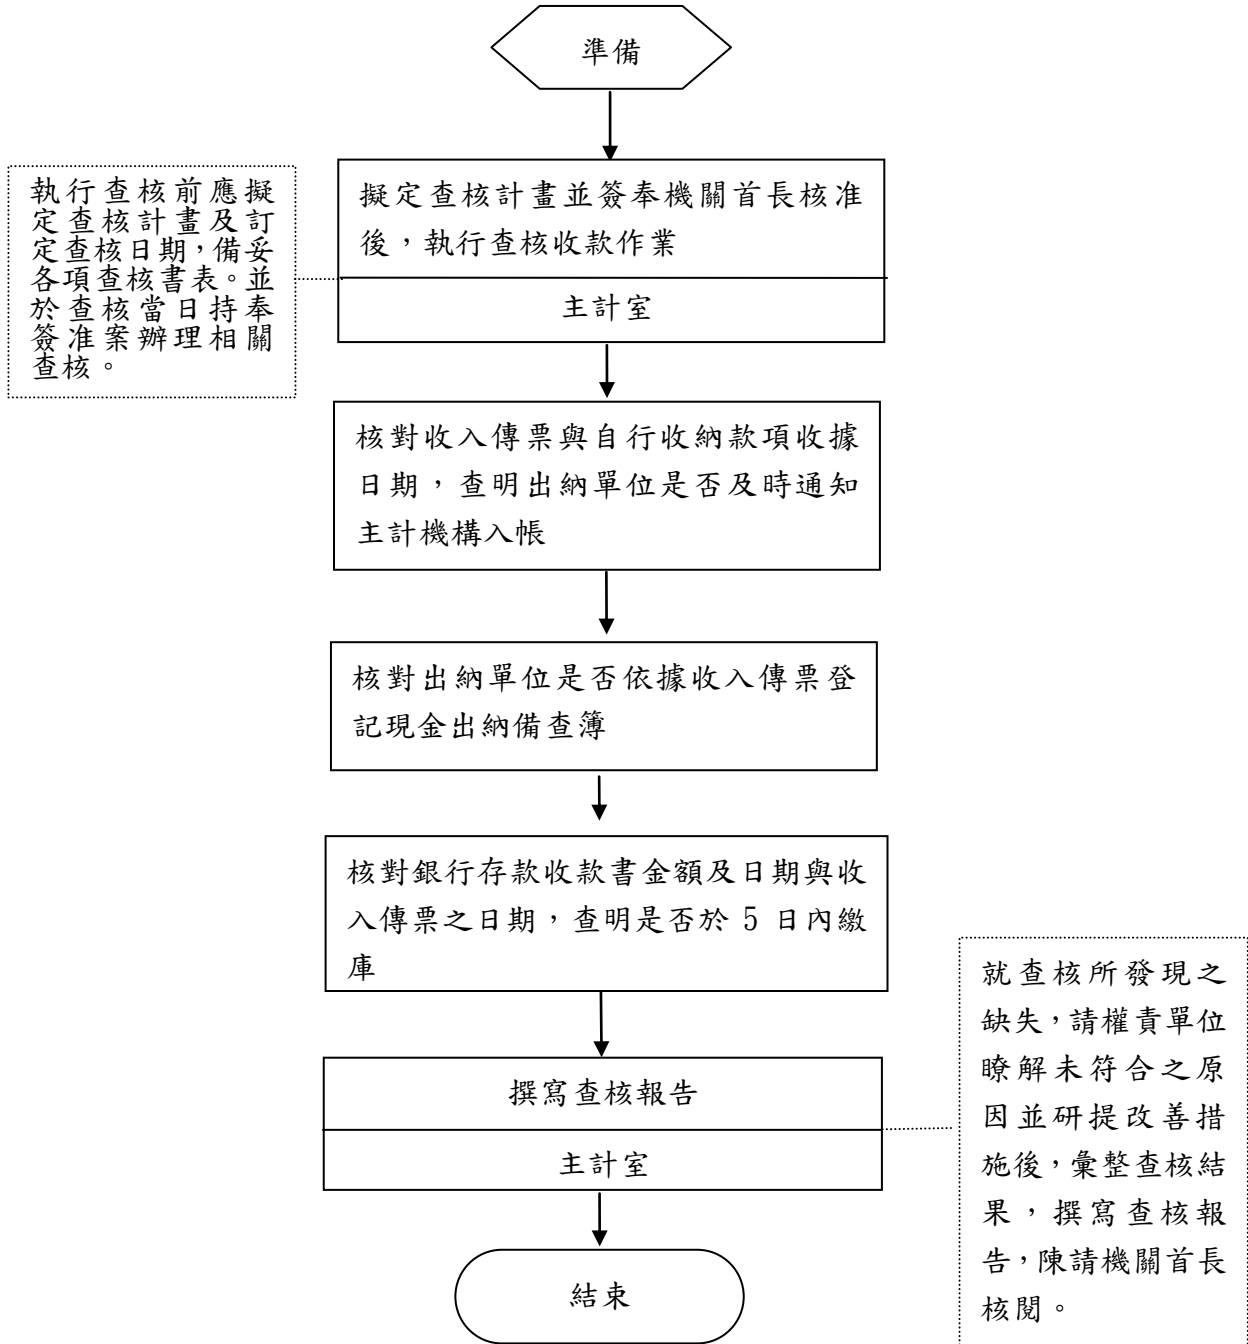 準備
擬定查核計畫並簽奉機關首長核准
後，執行查核收款作業
主計室
執行查核前應擬
定查核計畫及訂
定查核日期，備妥
各項查核書表。並
於查核當日持奉
簽准案辦理相關
查核。
核對收入傳票與自行收納款項收據
日期，查明出納單位是否及時通知
主計機構入帳
核對出納單位是否依據收入傳票登
記現金出納備查簿
核對銀行存款收款書金額及日期與收
入傳票之日期，查明是否於 5 日內繳
庫
撰寫查核報告
主計室
就查核所發現之
缺失，請權責單位
瞭解未符合之原
因並研提改善措
施後，彙整查核結
果，撰寫查核報
告，陳請機關首長
核閱。
結束